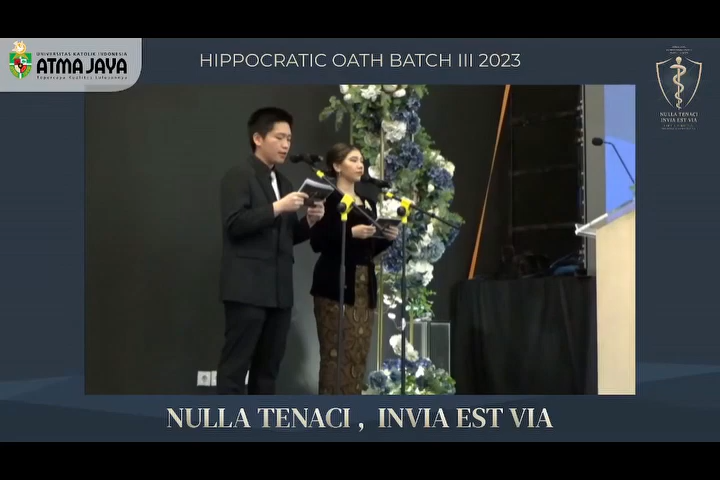 UNIVERSITAS KATOLIK INDONESIA
ATMA JAYA
HIPPOCRATIC OATH BATCH III 2023
NULLA TENACI
INVIA EST VIA
NULLA TENACI , INVIA EST VIA